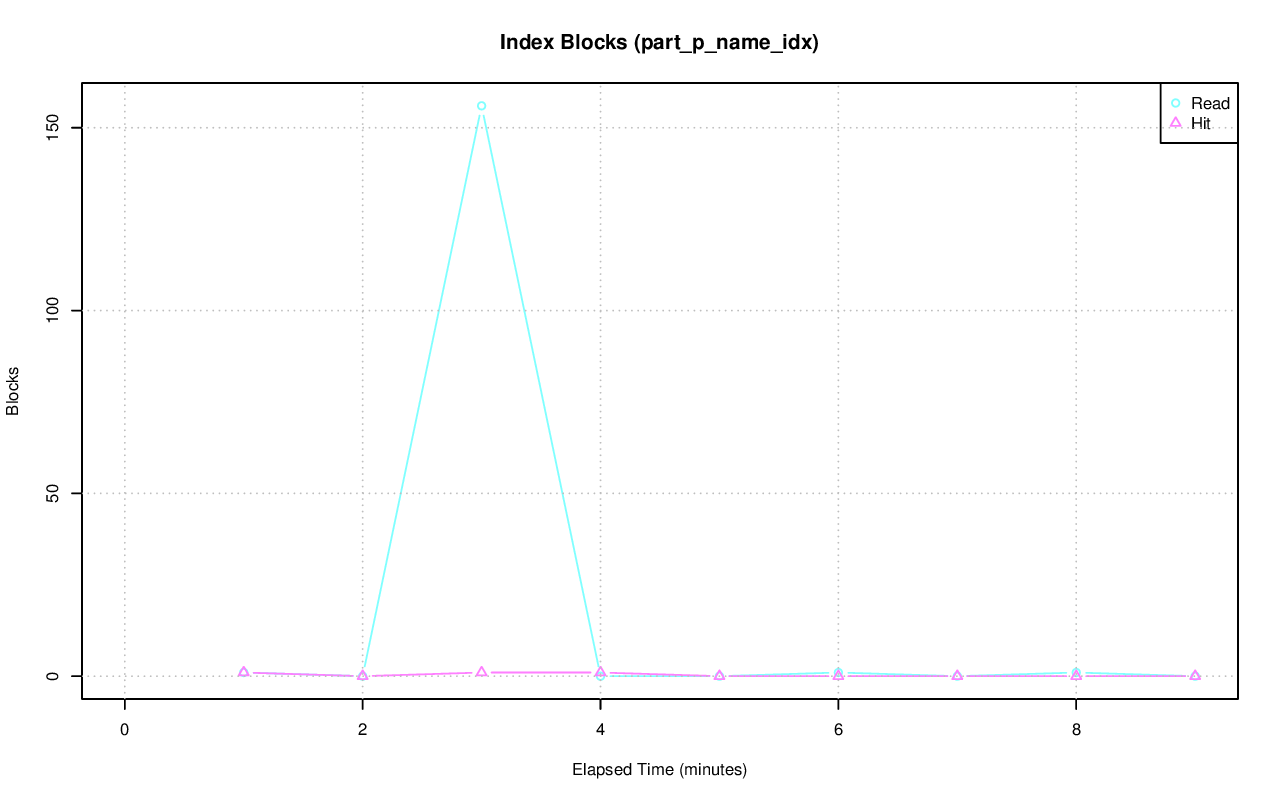 Index Blocks (part_p_name_idx)
Read
Hit
150
100
50
0
Blocks
0 2 4 6 8
Elapsed Time (minutes)